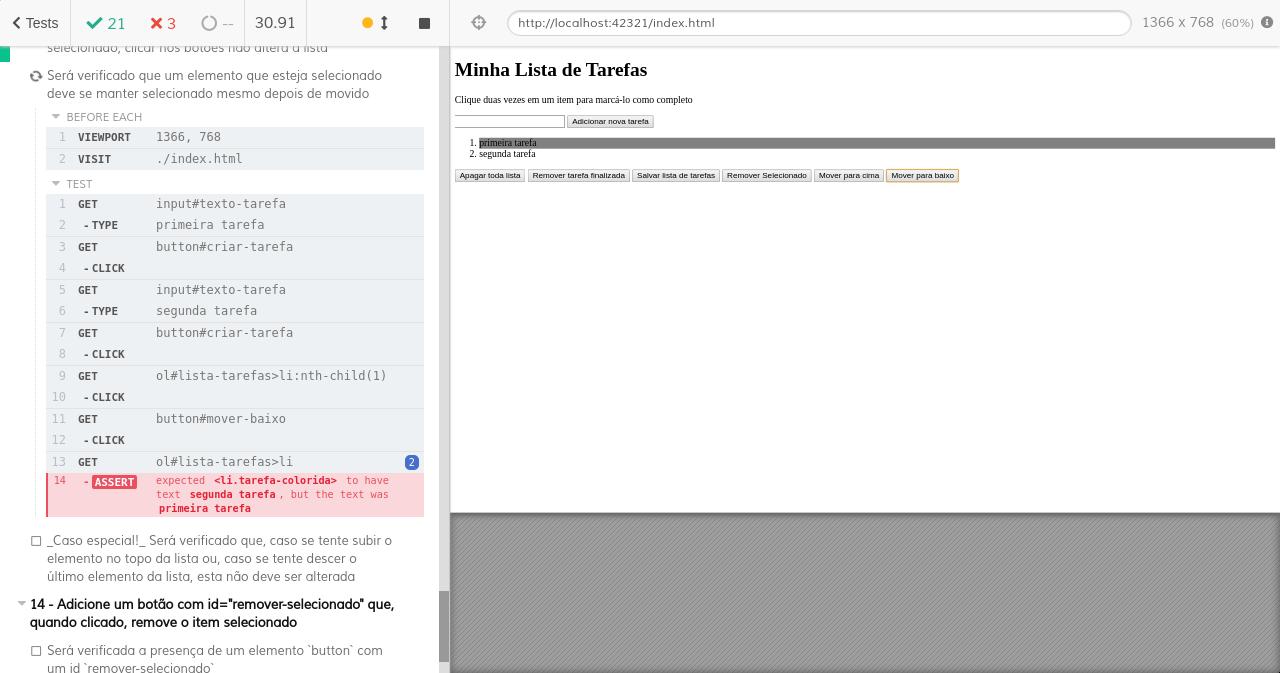 Tests
21
3
--
30.91
http://localhost:42321/index.html
1366 x 768 (60%)
selecionado, clicar nos botões não altera a lista
Será verificado que um elemento que esteja selecionado
deve se manter selecionado mesmo depois de movido
BEFORE EACH
1 VIEWPORT 1366, 768
2 VISIT ./index.html
TEST
1 GET input#texto-tarefa
2 - TYPE primeira tarefa
3 GET button#criar-tarefa
4 - CLICK
5 GET input#texto-tarefa
6 - TYPE segunda tarefa
7 GET button#criar-tarefa
8 - CLICK
9 GET ol#lista-tarefas>li:nth-child(1)
10 - CLICK
11 GET button#mover-baixo
12 - CLICK
13 GET ol#lista-tarefas>li 2
14 - ASSERT expected <li.tarefa-colorida> to have
text segunda tarefa , but the text was
primeira tarefa
_Caso especial!_ Será verificado que, caso se tente subir o
elemento no topo da lista ou, caso se tente descer o
último elemento da lista, esta não deve ser alterada
14 - Adicione um botão com id="remover-selecionado" que,
quando clicado, remove o item selecionado
Será verificada a presença de um elemento `button` com
um id `remover-selecionado`
Minha Lista de Tarefas
Clique duas vezes em um item para marcá-lo como completo
Adicionar nova tarefa
1. primeira tarefa
2. segunda tarefa
Apagar toda lista Remover tarefa finalizada Salvar lista de tarefas Remover Selecionado Mover para cima Mover para baixo